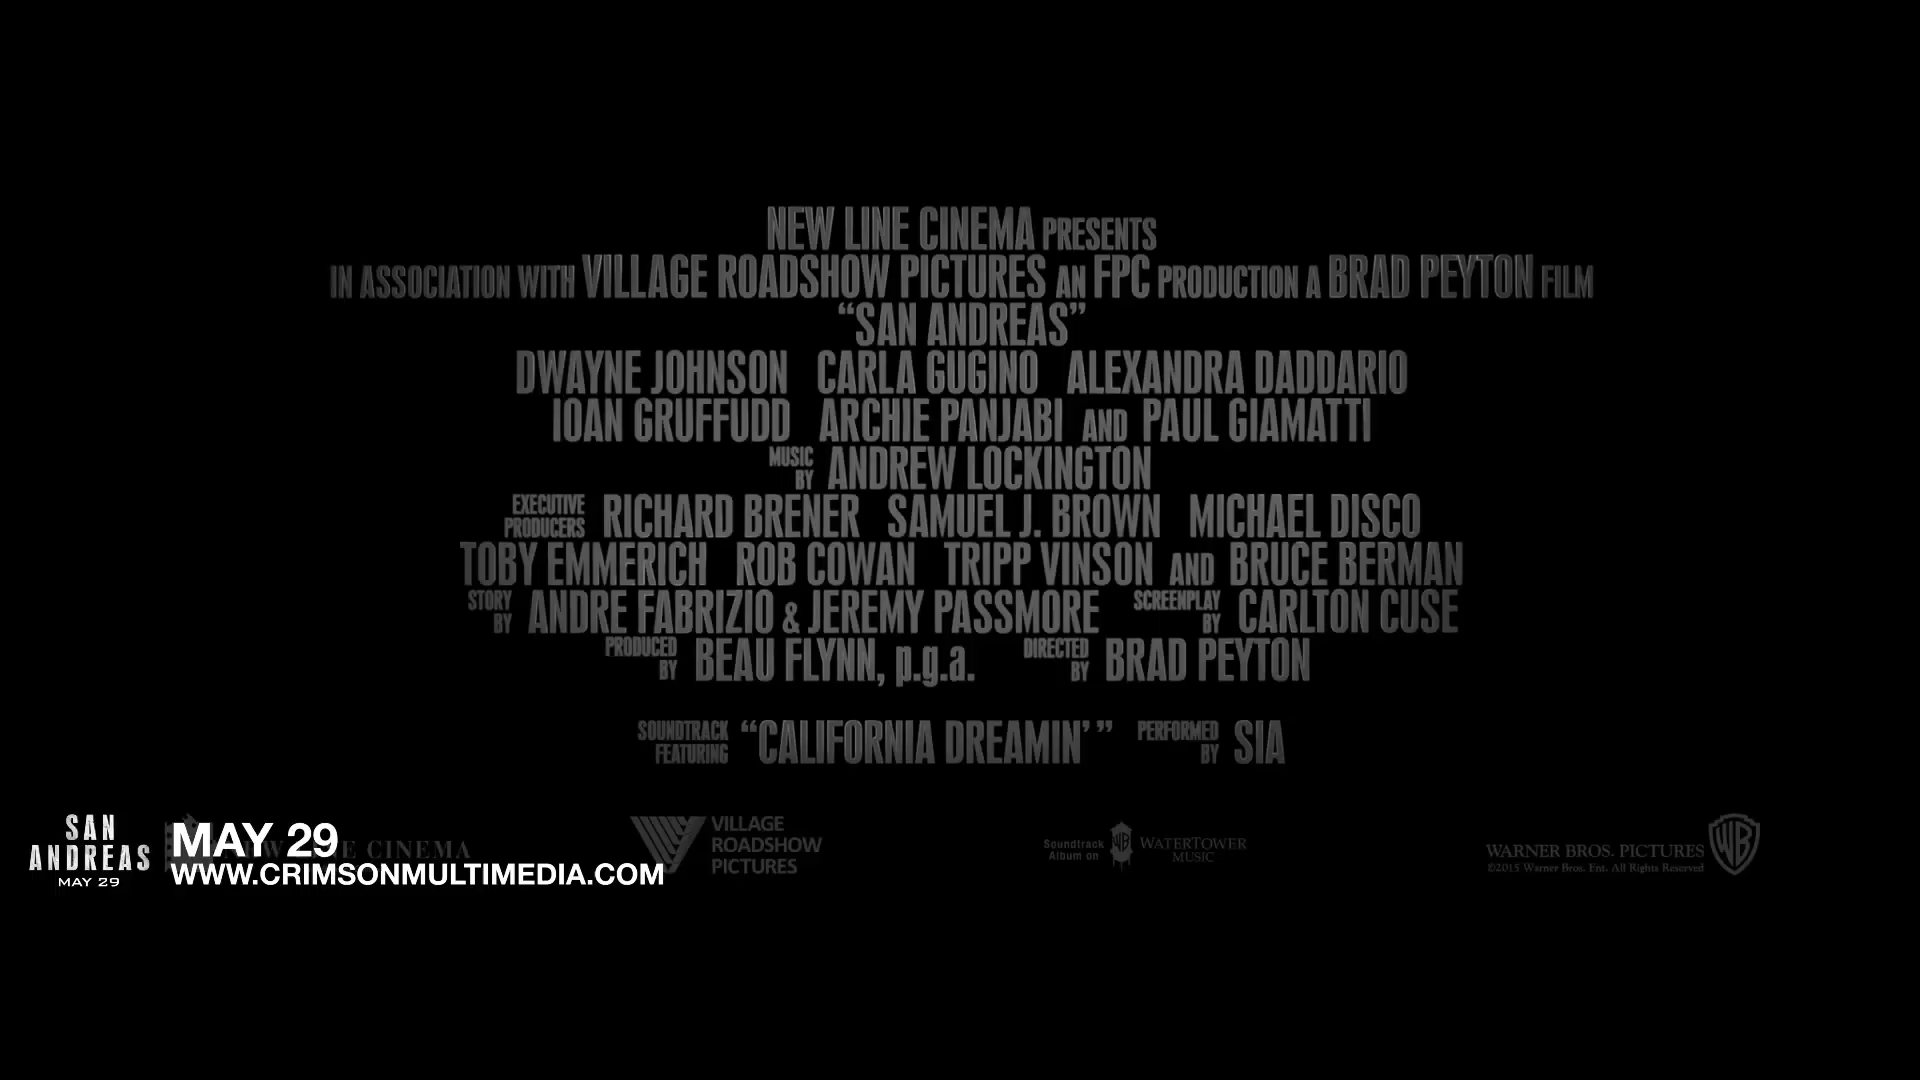 NEW LINE CINEMA PRESENTS
IN ASSOCIATION WITH VILLAGE ROADSHOW PICTURES AN FPC PRODUCTION A BRAD PEYTON FILM
“SAN ANDREAS”
DWAYNE JOHNSON CARLA GUGINO ALEXANDRA DADDARIO
IOAN GRUFFUDD ARCHIE PANJABI AND PAUL GIAMATTI
MUSIC BY ANDREW LOCKINGTON
EXECUTIVE PRODUCERS RICHARD BRENER SAMUEL J. BROWN MICHAEL DISCO
TOBY EMMERICH ROB COWAN TRIPP VINSON AND BRUCE BERMAN
STORY BY ANDRE FABRIZIO & JEREMY PASSMORE SCREENPLAY BY CARLTON CUSE
PRODUCED BY BEAU FLYNN, p.g.a. DIRECTED BY BRAD PEYTON
SOUNDTRACK FEATURING “CALIFORNIA DREAMIN’” PERFORMED BY SIA
SAN
ANDREAS
MAY 29
MAY 29
WWW.CRIMSONMULTIMEDIA.COM
CINEMA
VILLAGE
ROADSHOW
PICTURES
Soundtrack
Album on
WB
WATERTOWER
MUSIC
WARNER BROS. PICTURES
©2015 Warner Bros. Ent. All Rights Reserved
WB